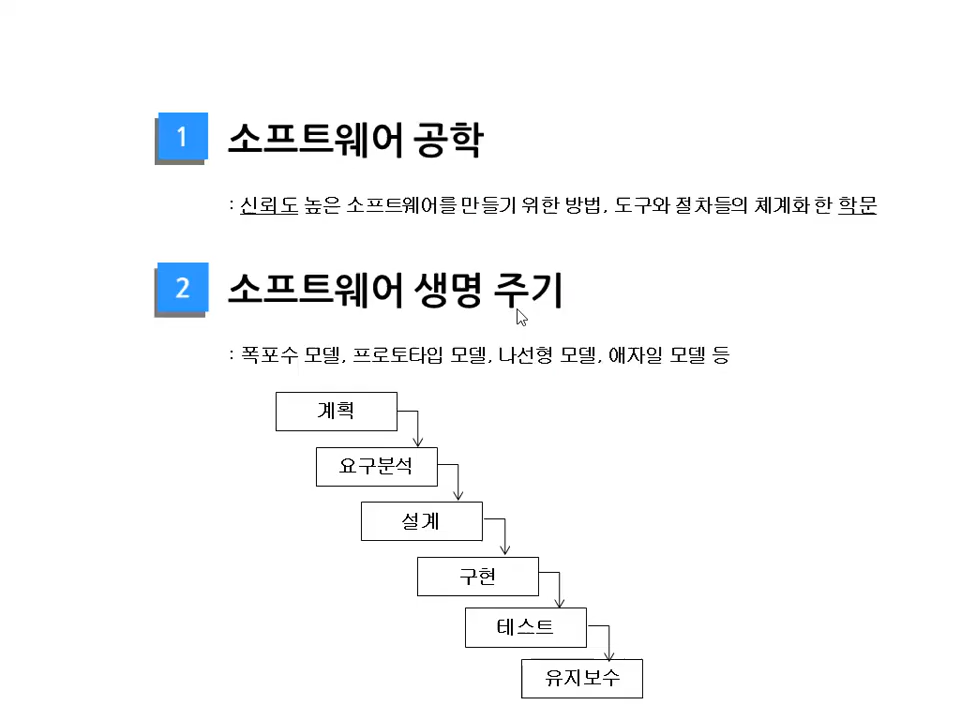 1 소프트웨어 공학
: 신뢰도 높은 소프트웨어를 만들기 위한 방법, 도구와 절차들의 체계화 한 학문
2 소프트웨어 생명 주기
: 폭포수 모델, 프로토타입 모델, 나선형 모델, 애자일 모델 등
계획
요구분석
설계
구현
테스트
유지보수